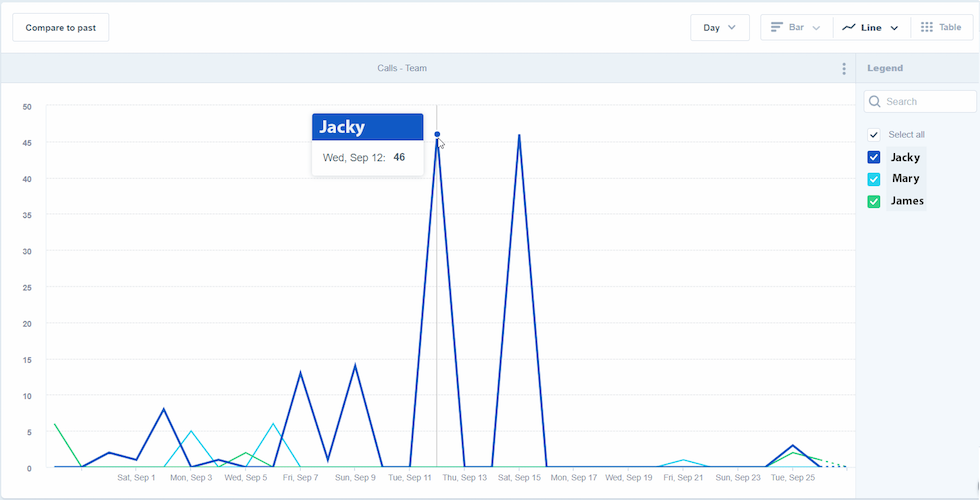 Compare to past
Day
Bar
Line
Table
Calls - Team
Legend
50
45
40
35
30
25
20
15
10
5
0
Jacky
Wed, Sep 12: 46
Sat, Sep 1
Mon, Sep 3
Wed, Sep 5
Fri, Sep 7
Sun, Sep 9
Tue, Sep 11
Thu, Sep 13
Sat, Sep 15
Mon, Sep 17
Wed, Sep 19
Fri, Sep 21
Sun, Sep 23
Tue, Sep 25
Search
Select all
Jacky
Mary
James